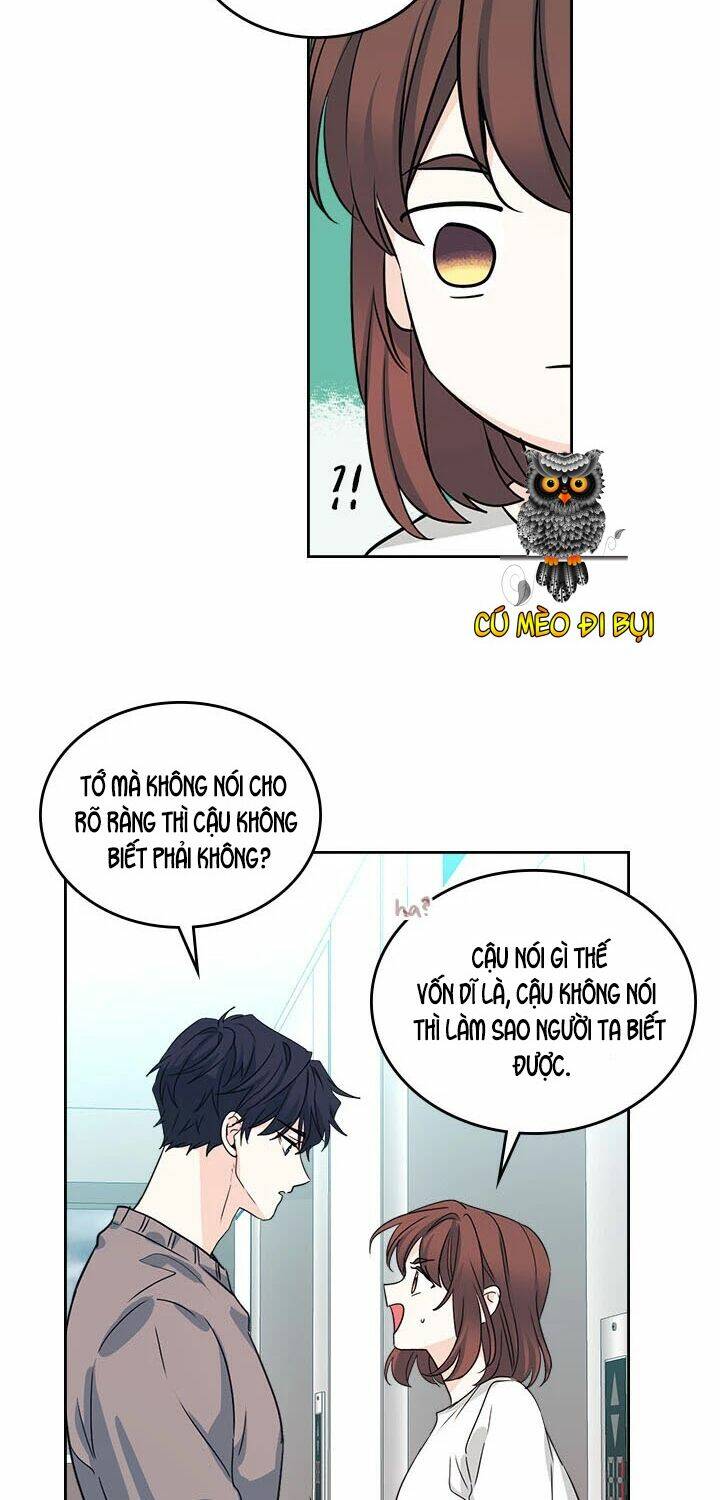 ?!
CÚ MÈO ĐI BỤI
TỚ MÀ KHÔNG NÓI CHO
RÕ RÀNG THÌ CẬU KHÔNG
BIẾT PHẢI KHÔNG?
ha?
CẬU NÓI GÌ THẾ
VỐN DĨ LÀ, CẬU KHÔNG NÓI
THÌ LÀM SAO NGƯỜI TA BIẾT
ĐƯỢC.